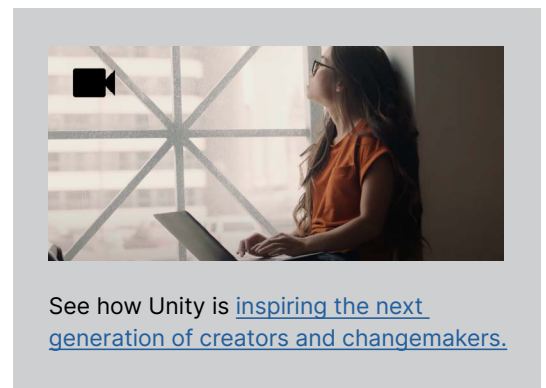 See how Unity is inspiring the next
generation of creators and changemakers.